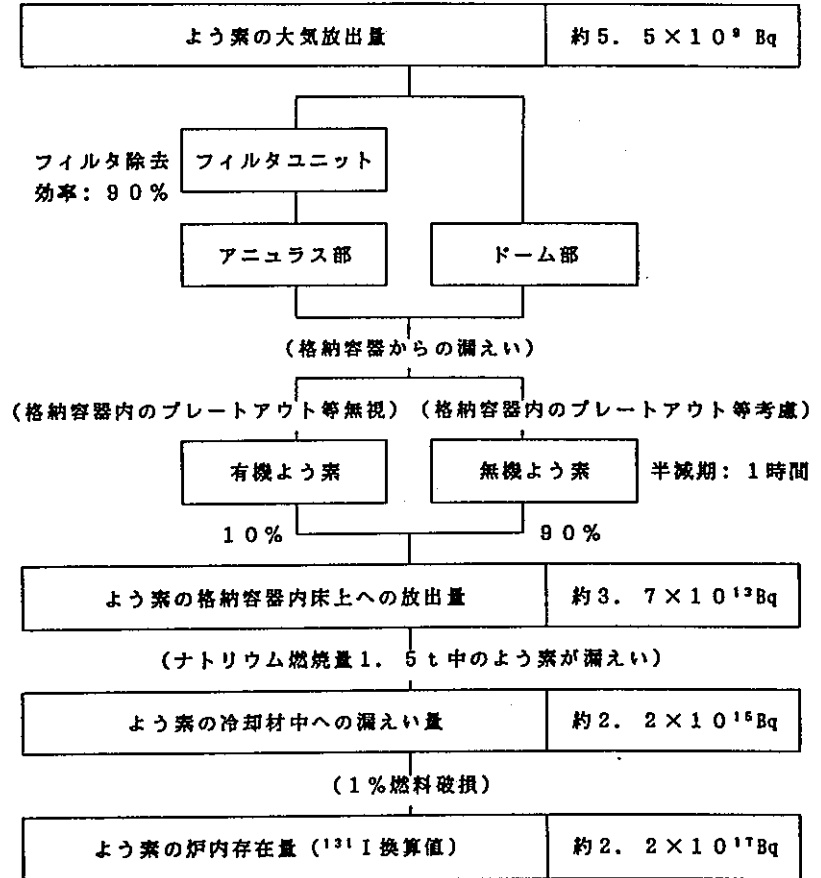 よう素の大気放出量 約5.5×10⁹ Bq
フィルタ除去 フィルタユニット
効率:90%
アニュラス部 ドーム部
(格納容器からの漏えい)
(格納容器内のプレートアウト等無視) (格納容器内のプレートアウト等考慮)
有機よう素 無機よう素 半減期:1時間
10% 90%
よう素の格納容器内床上への放出量 約3.7×10¹³Bq
(ナトリウム燃焼量1.5t中のよう素が漏えい)
よう素の冷却材中への漏えい量 約2.2×10¹⁵Bq
(1%燃料破損)
よう素の炉内存在量(¹³¹I換算値) 約2.2×10¹⁷Bq